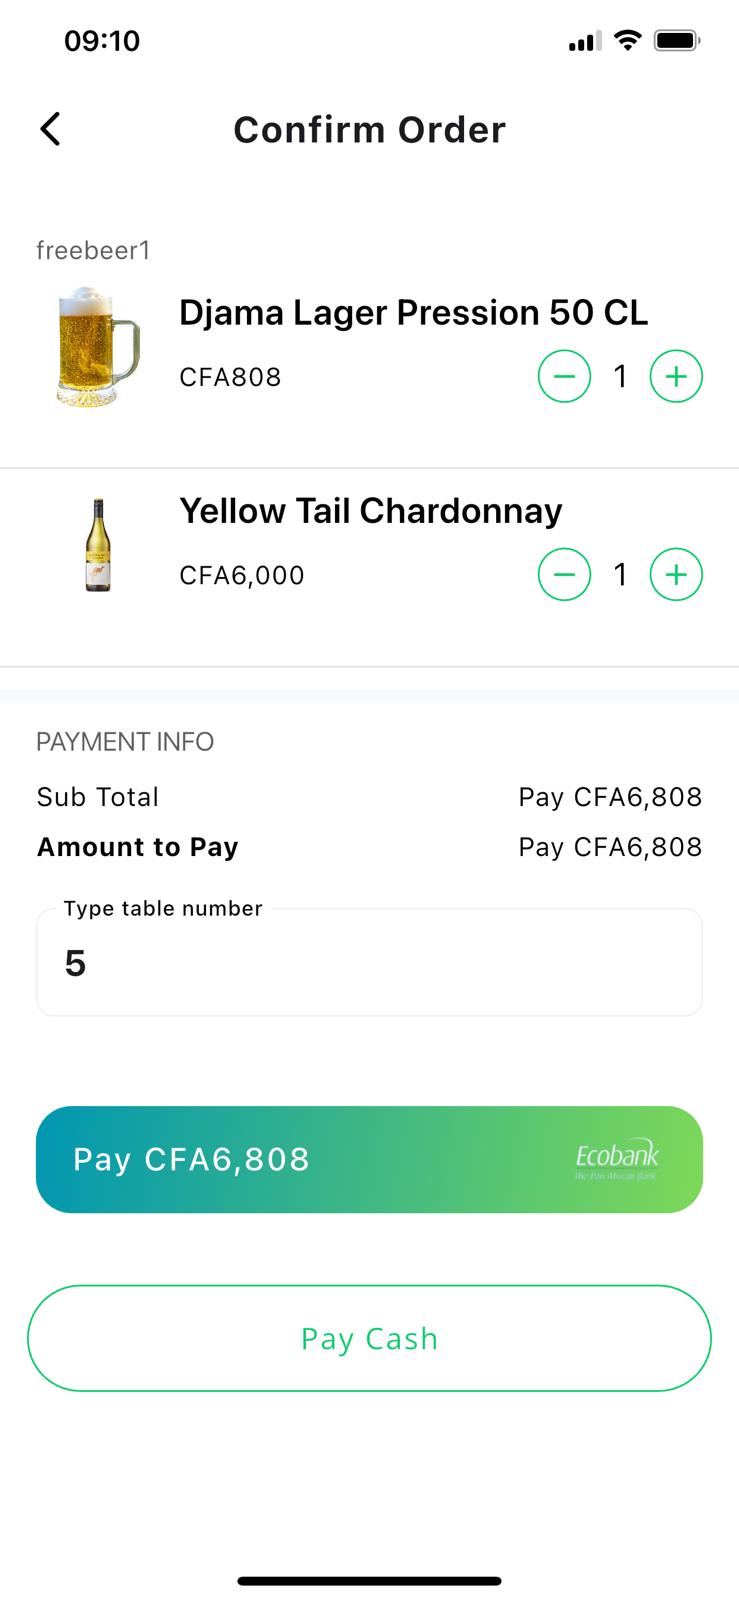 09:10
Confirm Order
freebeer1
Djama Lager Pression 50 CL
CFA808
1
Yellow Tail Chardonnay
CFA6,000
1
PAYMENT INFO
Sub Total Pay CFA6,808
Amount to Pay Pay CFA6,808
Type table number
5
Pay CFA6,808
Ecobank
The Pan African Bank
Pay Cash